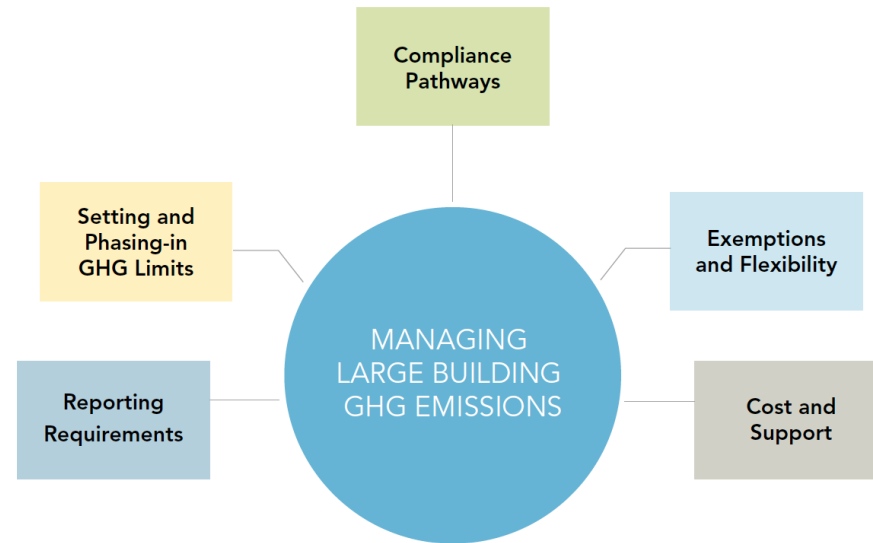 Compliance
Pathways
Setting and
Phasing-in
GHG Limits
Exemptions
and Flexibility
MANAGING
LARGE BUILDING
GHG EMISSIONS
Reporting
Requirements
Cost and
Support